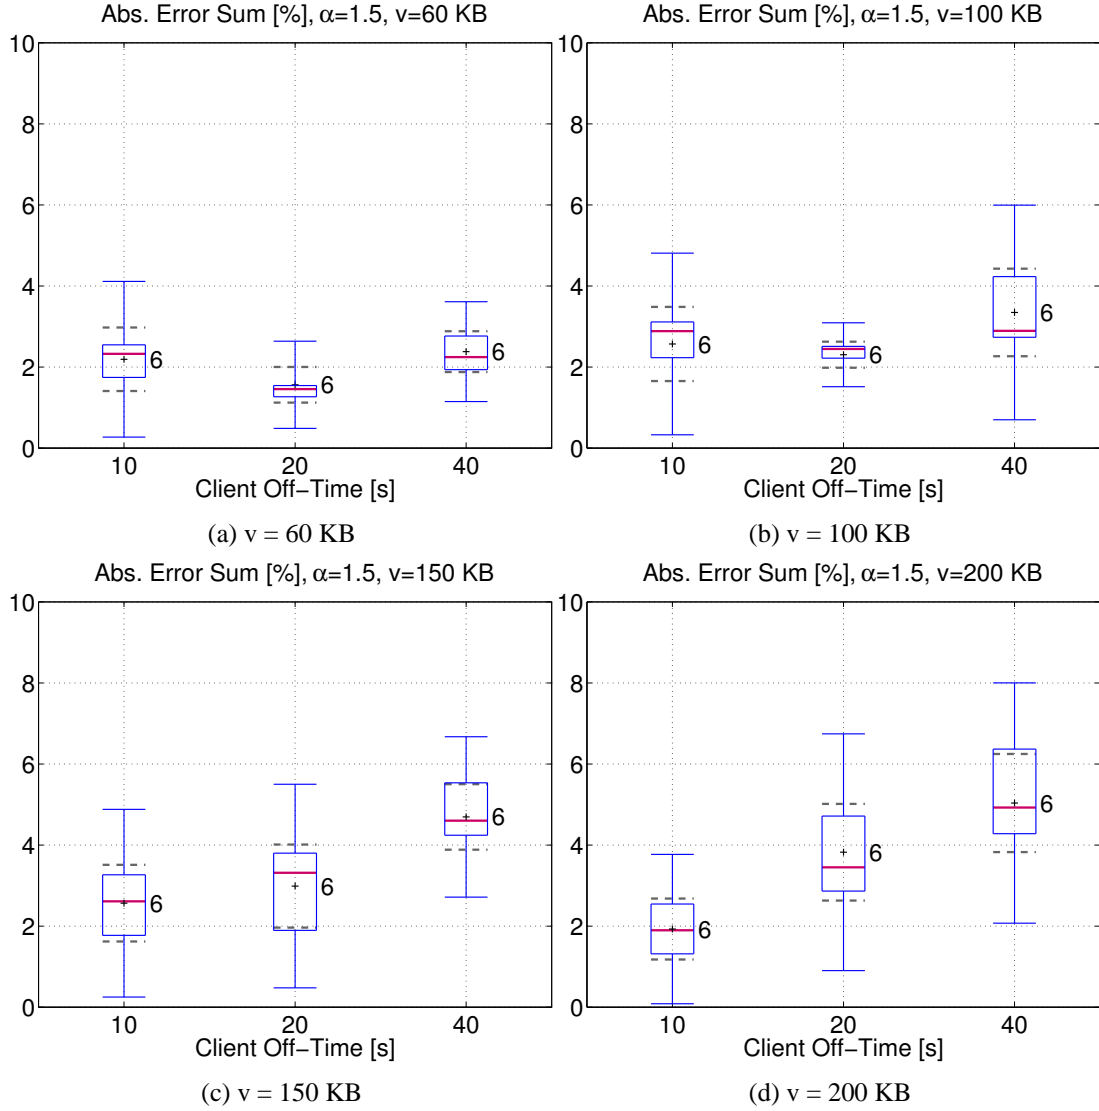 Abs. Error Sum [%], α=1.5, v=60 KB
10
8
6
4
2
0
6
6
6
10 20 40
Client Off−Time [s]
(a) v = 60 KB
Abs. Error Sum [%], α=1.5, v=100 KB
10
8
6
4
2
0
6
6
6
10 20 40
Client Off−Time [s]
(b) v = 100 KB
Abs. Error Sum [%], α=1.5, v=150 KB
10
8
6
4
2
0
6
6
6
10 20 40
Client Off−Time [s]
(c) v = 150 KB
Abs. Error Sum [%], α=1.5, v=200 KB
10
8
6
4
2
0
6
6
6
10 20 40
Client Off−Time [s]
(d) v = 200 KB